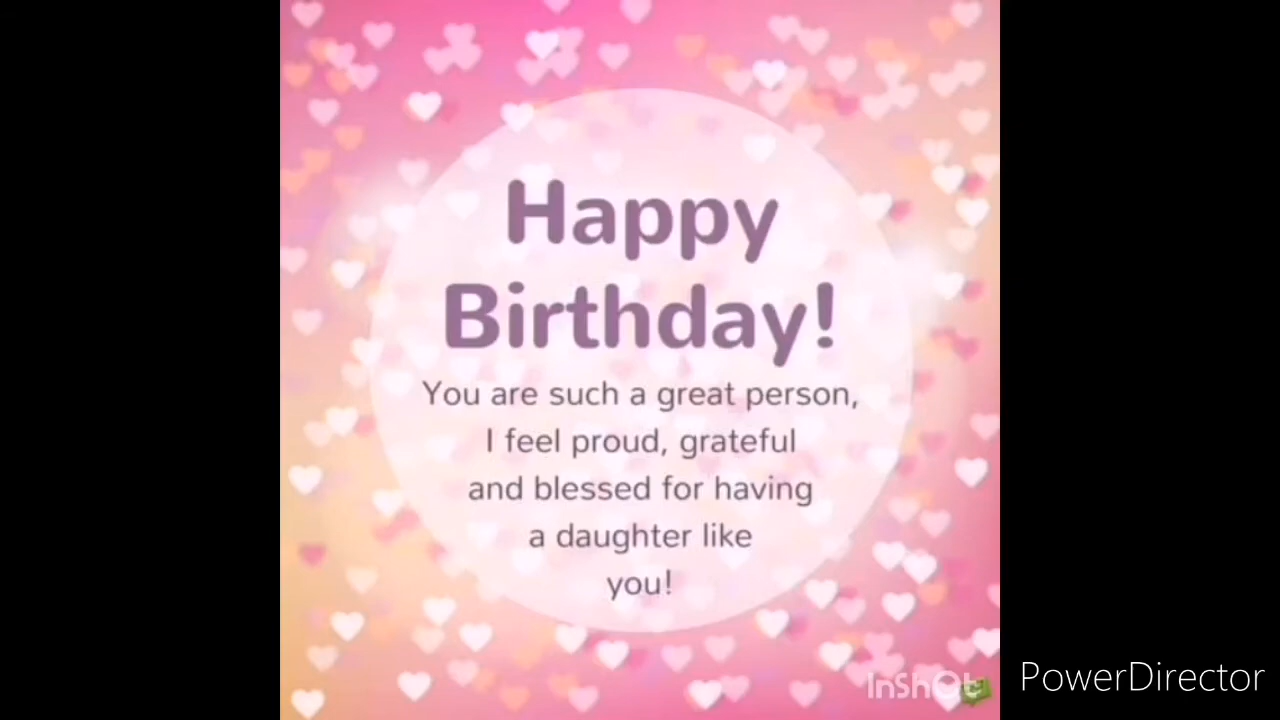 Happy
Birthday!
You are such a great person,
I feel proud, grateful
and blessed for having
a daughter like
you!
InShOt
PowerDirector